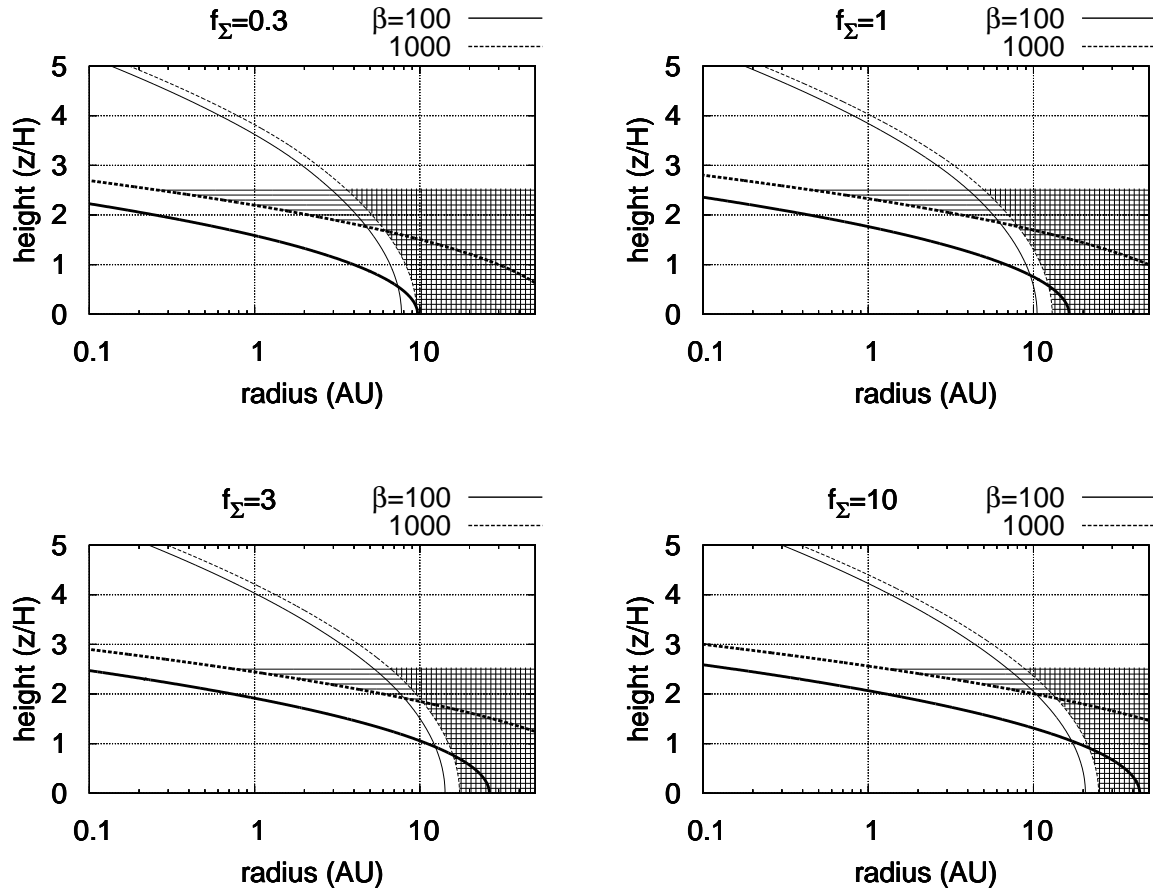 f_Σ=0.3
β=100
1000
5
4
3
2
1
0
height (z/H)
0.1 1 10
radius (AU)
f_Σ=1
β=100
1000
5
4
3
2
1
0
height (z/H)
0.1 1 10
radius (AU)
f_Σ=3
β=100
1000
5
4
3
2
1
0
height (z/H)
0.1 1 10
radius (AU)
f_Σ=10
β=100
1000
5
4
3
2
1
0
height (z/H)
0.1 1 10
radius (AU)